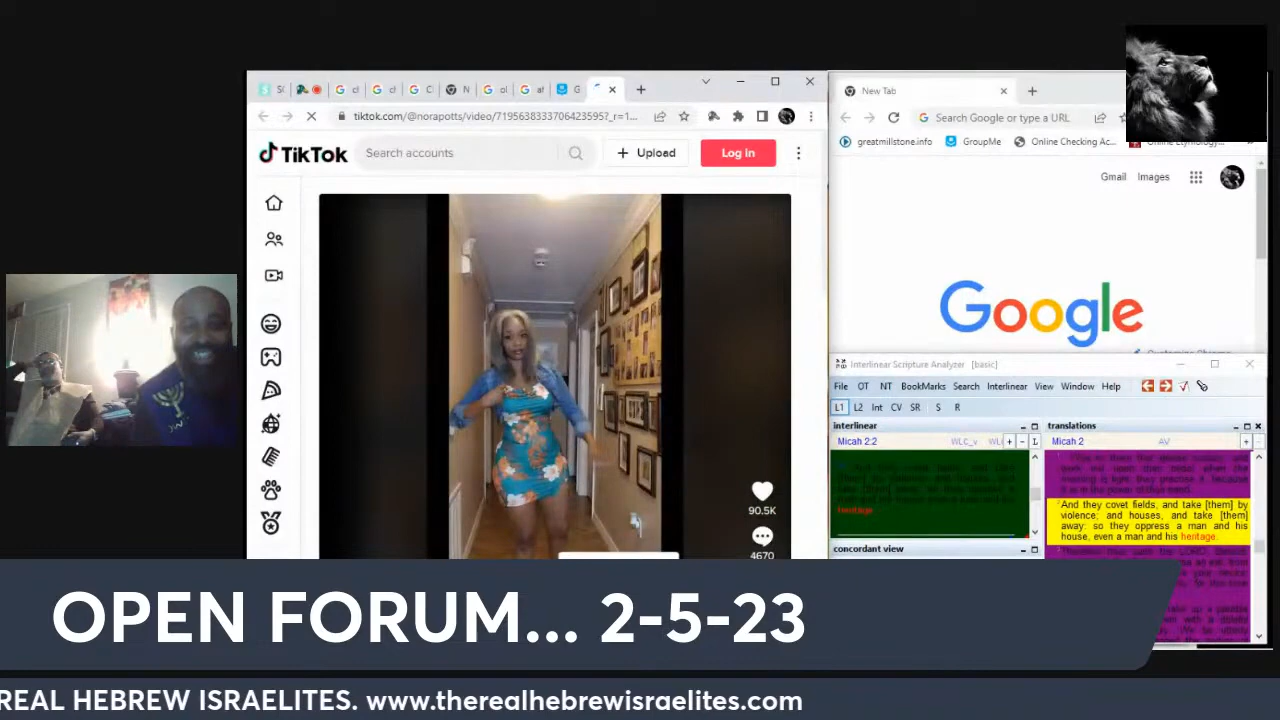 tiktok.com/@norapotts/video/7195638333706423595?_r=1...
TikTok
Search accounts
Upload
Log in
90.5K
4670
New Tab
Search Google or type a URL
greatmillstone.info
GroupMe
Online Checking Ac...
Online Etymology...
Gmail
Images
Google
Interlinear Scripture Analyzer [basic]
File OT NT BookMarks Search Interlinear View Window Help
L1 L2 Int CV SR S R
interlinear
Micah 2:2
WLC_v
concordant view
translations
Micah 2
AV
And they covet fields, and take [them] by
violence; and houses, and take [them]
away: so they oppress a man and his
house, even a man and his heritage.
heritage
OPEN FORUM... 2-5-23
REAL HEBREW ISRAELITES. www.therealhebrewisraelites.com